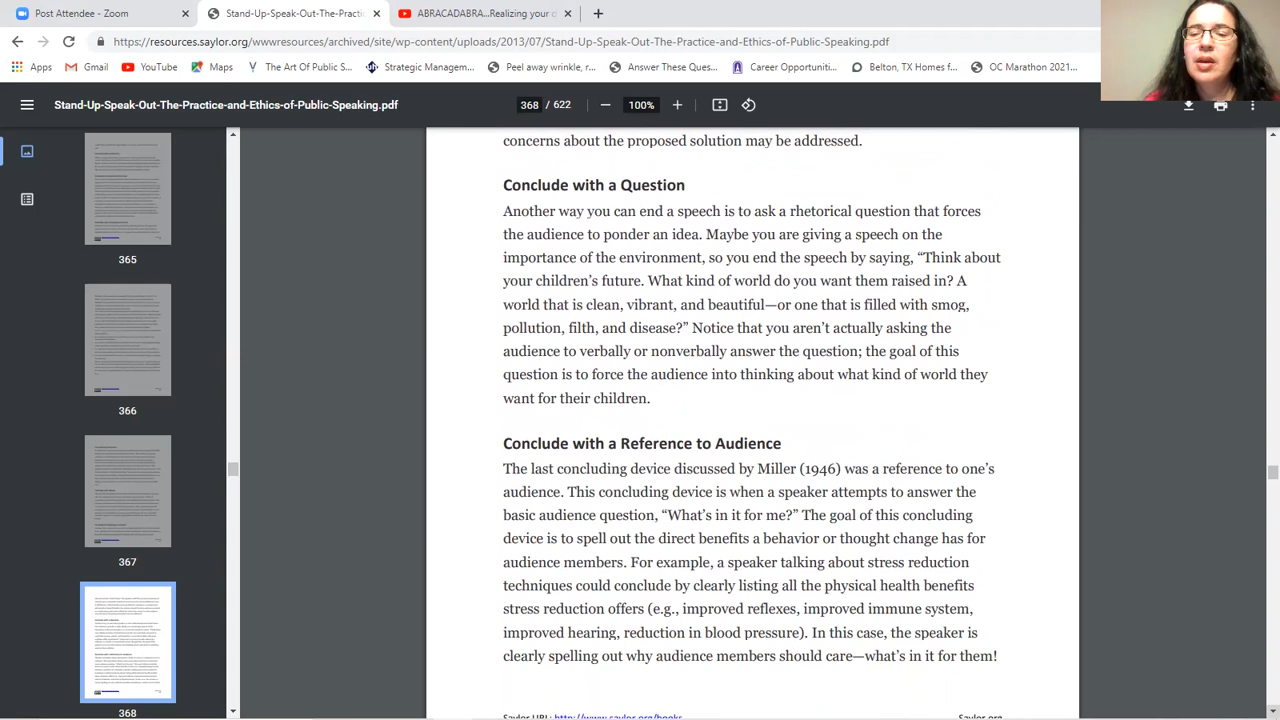 Post Attendee - Zoom
Stand-Up-Speak-Out-The-Practi
ABRACADABRA...Realizing your d
https://resources.saylor.org/wwwresources/archived/site/wp-content/upload
/Stand-Up-Speak-Out-The-Practice-and-Ethics-of-Public-Speaking.pdf
Apps
Gmail
YouTube
Maps
The Art Of Public S...
Strategic Managem...
away wrinkle, r...
Answer These Que...
Career Opportuniti...
Belton, TX Homes f...
OC Marathon 2021...
Stand-Up-Speak-Out-The-Practice-and-Ethics-of-Public-Speaking.pdf
368 / 622
100%
365
366
367
368
concerns about the proposed solution may be addressed.
Conclude with a Question
Another way you can end a speech is to ask a rhetorical question that forces
the audience to ponder an idea. Maybe you are giving a speech on the
importance of the environment, so you end the speech by saying, “Think about
your children’s future. What kind of world do you want them raised in? A
world that is clean, vibrant, and beautiful—or one that is filled with smog,
pollution, filth, and disease?” Notice that you aren’t actually asking the
audience to verbally or nonverbally answer the question; the goal of this
question is to force the audience into thinking about what kind of world they
want for their children.
Conclude with a Reference to Audience
The last concluding device discussed by Miller (1946) was a reference to one’s
audience. This concluding device is when a speaker attempts to answer the
basic audience question, “What’s in it for me?” The goal of this concluding
device is to spell out the direct benefits a behavior or thought change has for
audience members. For example, a speaker talking about stress reduction
techniques could conclude by clearly listing all the physical health benefits
stress reduction offers (e.g., improved reflexes, improved immune system,
improved hearing, reduction in blood pressure). In this case, the speaker is
clearly spelling out why audience members should care—what’s in it for them!
Saylor URL: http://www.saylor.org/books
Saylor.org